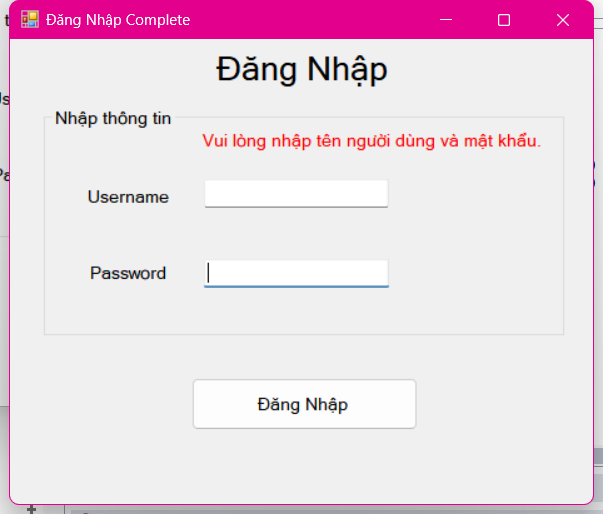 Đăng Nhập Complete
Đăng Nhập
Nhập thông tin
Vui lòng nhập tên người dùng và mật khẩu.
Username
Password
Đăng Nhập